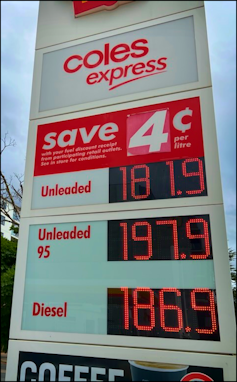 coles
express
save 4¢ per
litre
with your fuel discount receipt
from participating retail outlets.
See in store for conditions.
Unleaded 181.9
Unleaded
95 197.9
Diesel 186.9
COFFEE